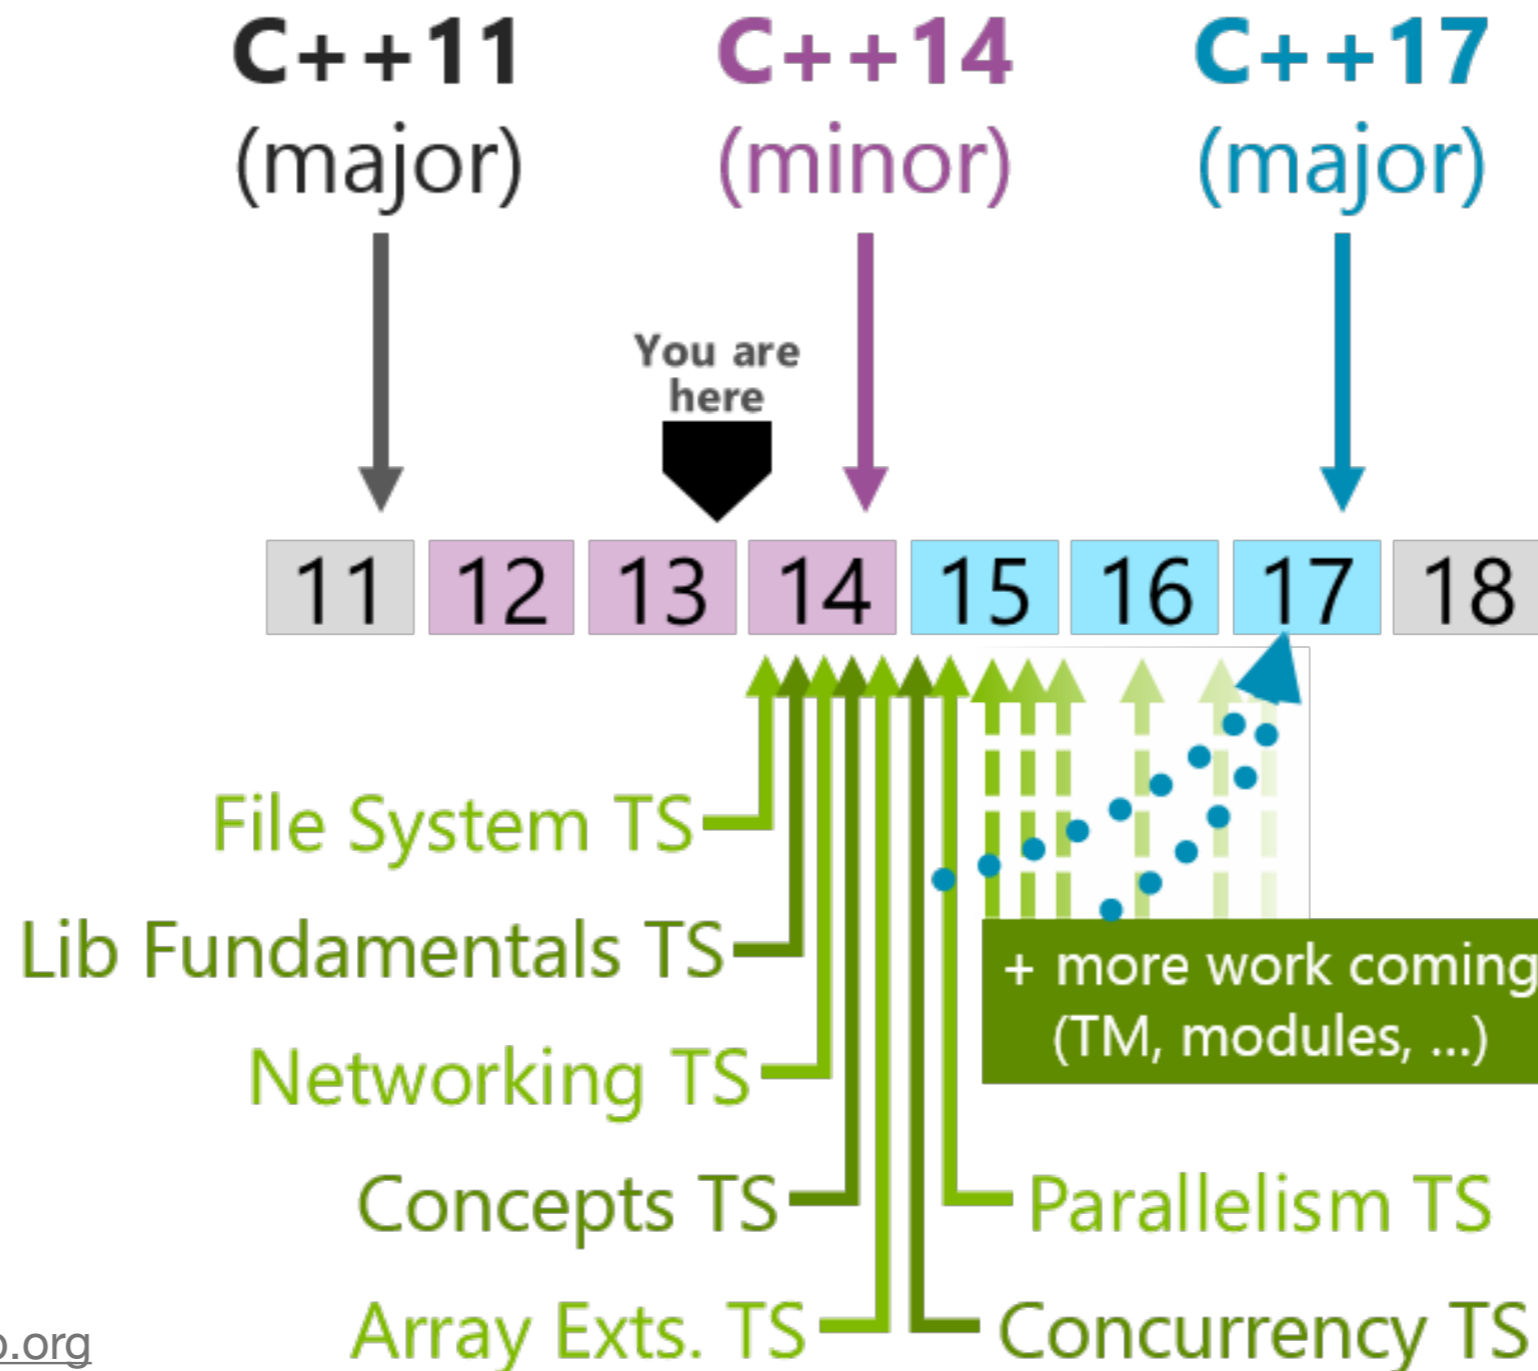 C++11
(major)
C++14
(minor)
C++17
(major)
You are
here
11 12 13 14 15 16 17 18
File System TS
Lib Fundamentals TS
Networking TS
Concepts TS
Array Exts. TS
+ more work coming
(TM, modules, ...)
Parallelism TS
Concurrency TS
.org